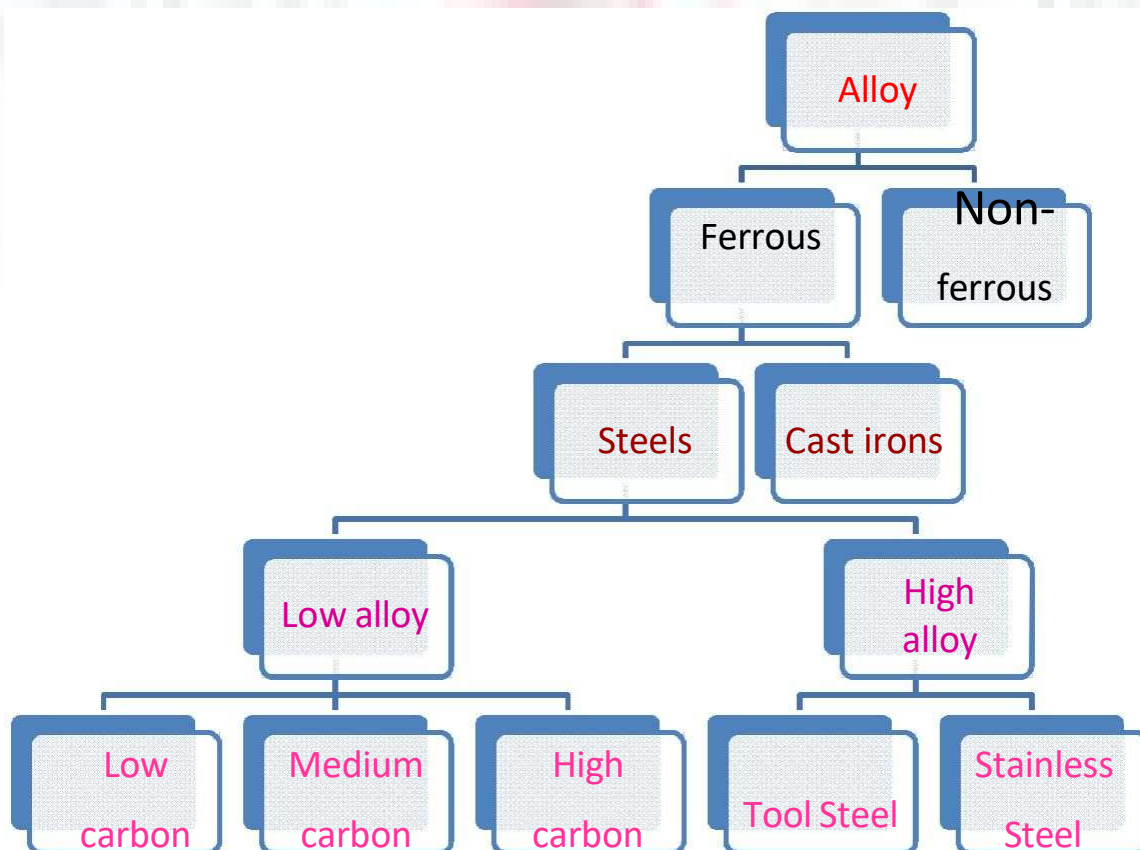 Alloy
Ferrous
Non-
ferrous
Steels
Cast irons
Low alloy
High
alloy
Low
carbon
Medium
carbon
High
carbon
Tool Steel
Stainless
Steel